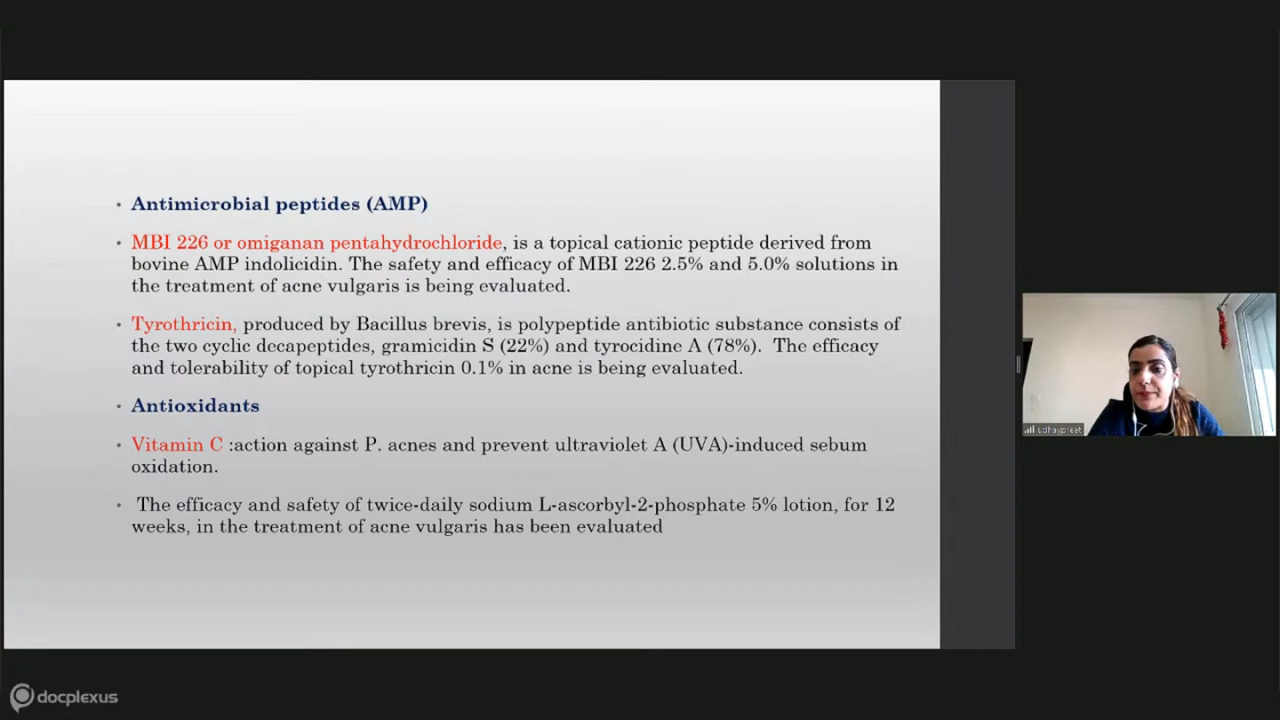 Antimicrobial peptides (AMP)
MBI 226 or omiganan pentahydrochloride, is a topical cationic peptide derived from
bovine AMP indolicidin. The safety and efficacy of MBI 226 2.5% and 5.0% solutions in
the treatment of acne vulgaris is being evaluated.
Tyrothricin, produced by Bacillus brevis, is polypeptide antibiotic substance consists of
the two cyclic decapeptides, gramicidin S (22%) and tyrocidine A (78%). The efficacy
and tolerability of topical tyrothricin 0.1% in acne is being evaluated.
Antioxidants
Vitamin C :action against P. acnes and prevent ultraviolet A (UVA)-induced sebum
oxidation.
The efficacy and safety of twice-daily sodium L-ascorbyl-2-phosphate 5% lotion, for 12
weeks, in the treatment of acne vulgaris has been evaluated
udhaypreet
docplexus